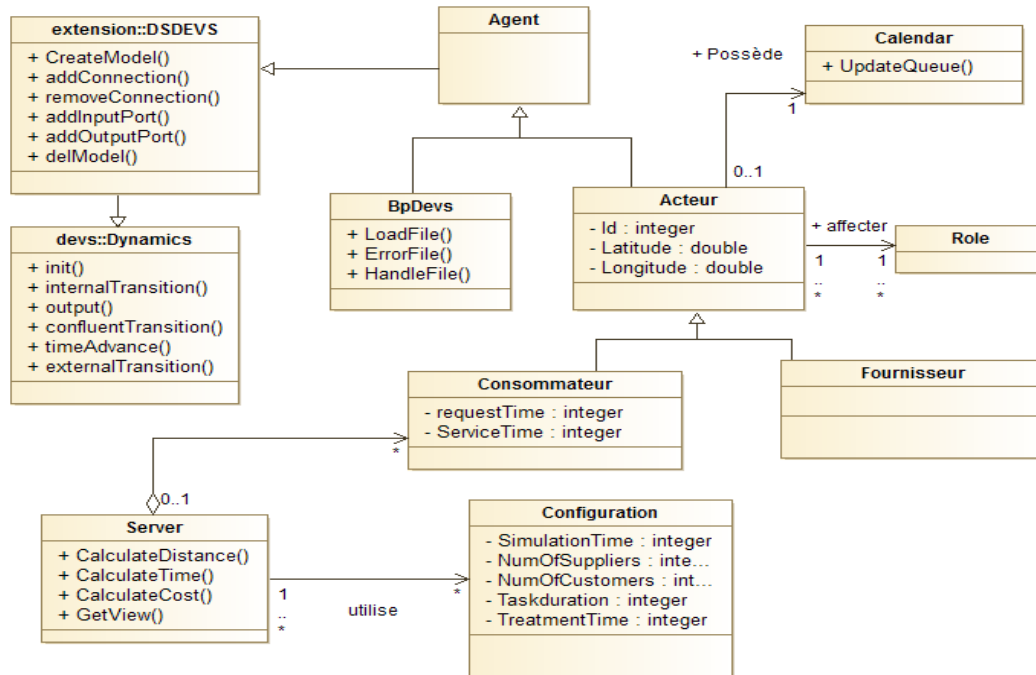 extension::DSDEVS
+ CreateModel()
+ addConnection()
+ removeConnection()
+ addInputPort()
+ addOutputPort()
+ delModel()
Agent
+ Possède
Calendar
+ UpdateQueue()
1
0..1
devs::Dynamics
+ init()
+ internalTransition()
+ output()
+ confluentTransition()
+ timeAdvance()
+ externalTransition()
BpDevs
+ LoadFile()
+ ErrorFile()
+ HandleFile()
Acteur
- Id : integer
- Latitude : double
- Longitude : double
+ affecter
1
..
*
1
..
*
Role
Consommateur
- requestTime : integer
- ServiceTime : integer
Fournisseur
*
0..1
Server
+ CalculateDistance()
+ CalculateTime()
+ CalculateCost()
+ GetView()
1
..
*
utilise
*
Configuration
- SimulationTime : integer
- NumOfSuppliers : inte...
- NumOfCustomers : int...
- Taskduration : integer
- TreatmentTime : integer